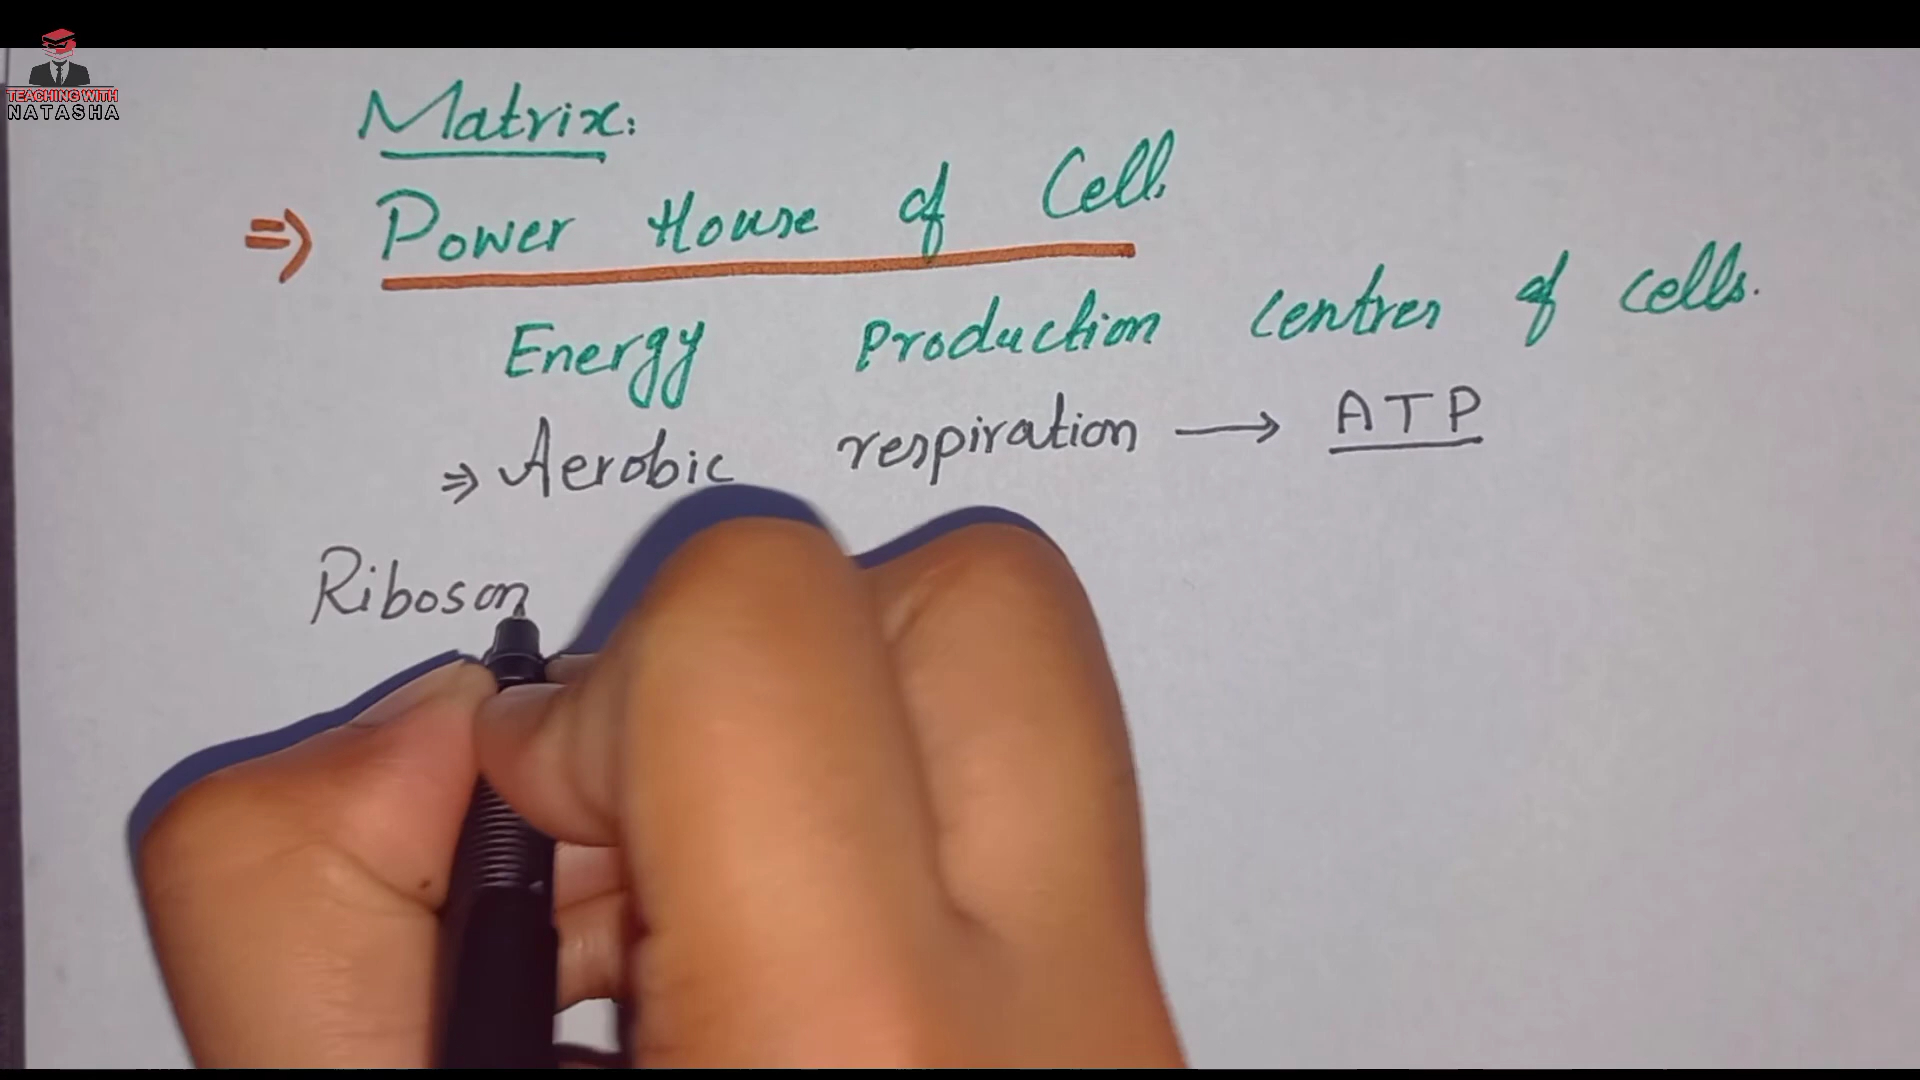 TEACHING WITH
NATASHA
Matrix:
⇒ Power House of Cell.
Energy Production centres of cells.
⇒ Aerobic respiration → ATP
Riboson